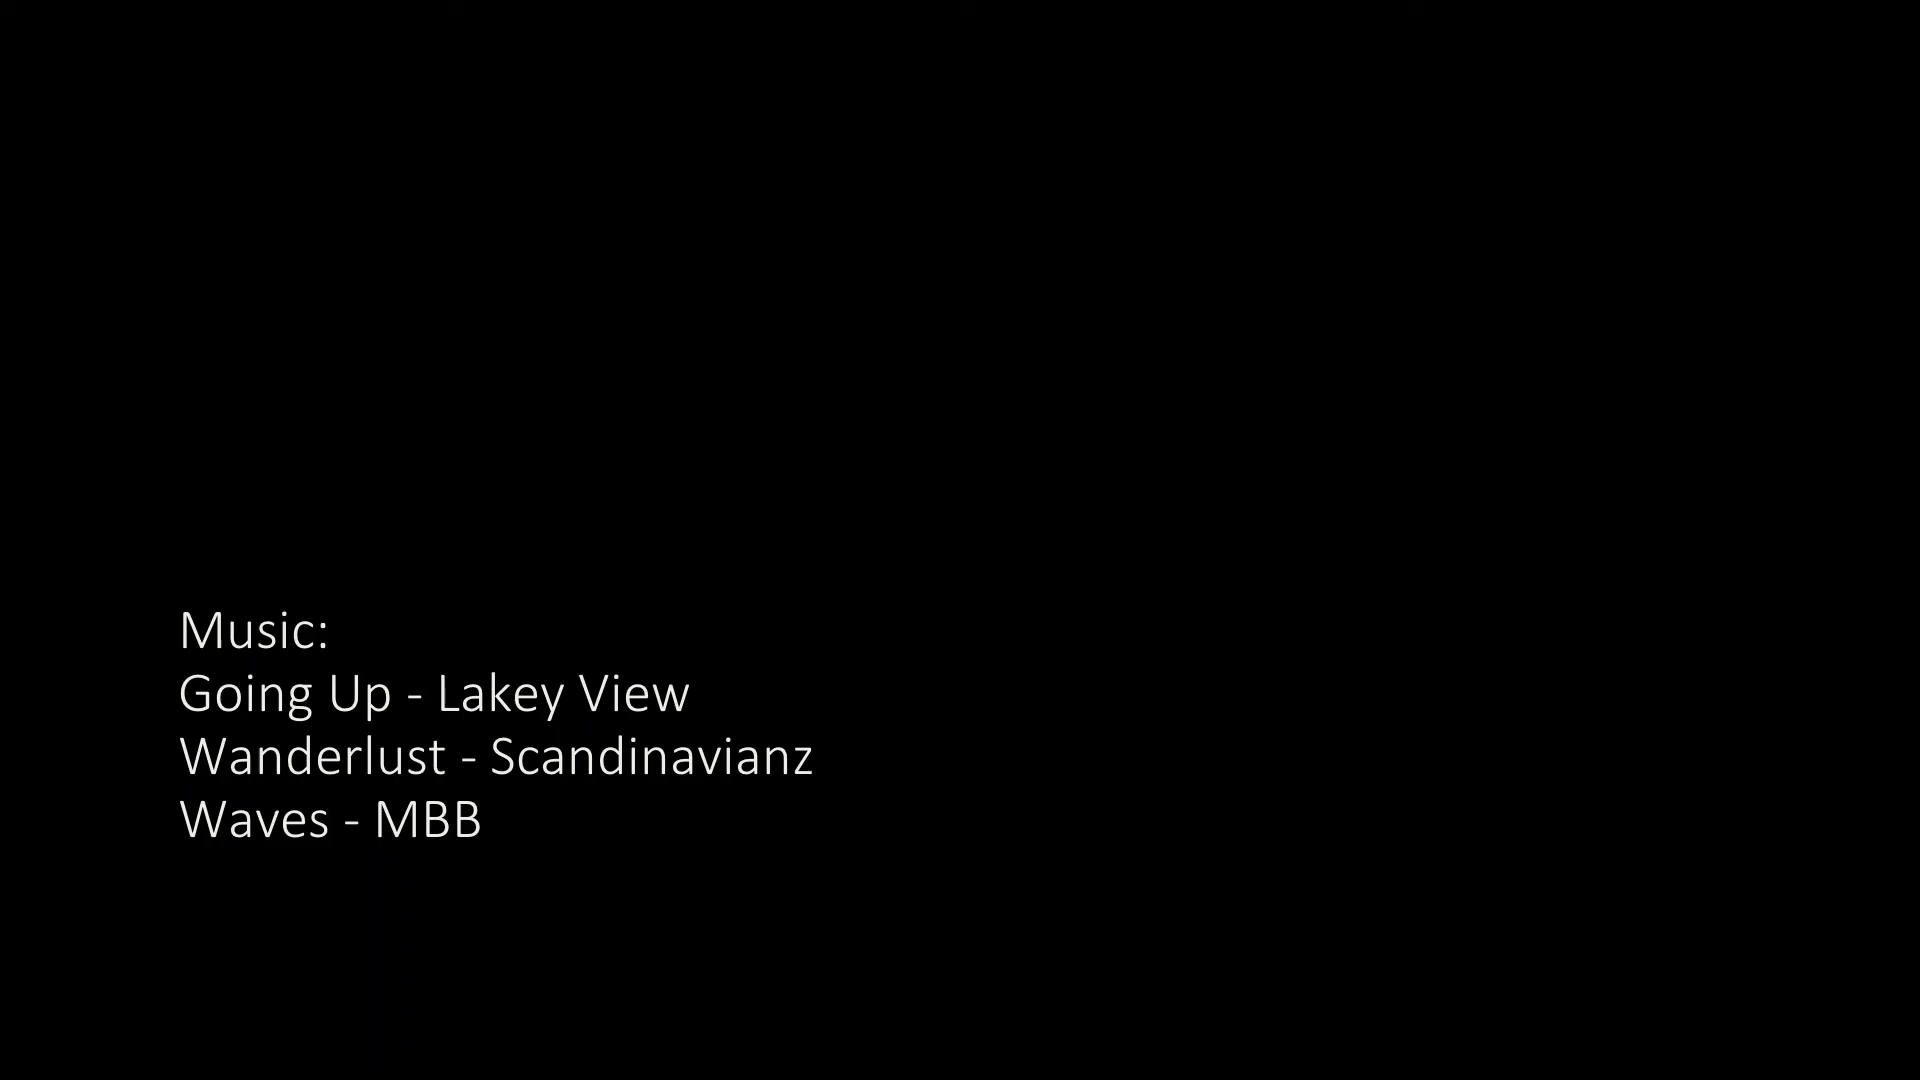 Music:
Going Up - Lakey View
Wanderlust - Scandinavianz
Waves - MBB